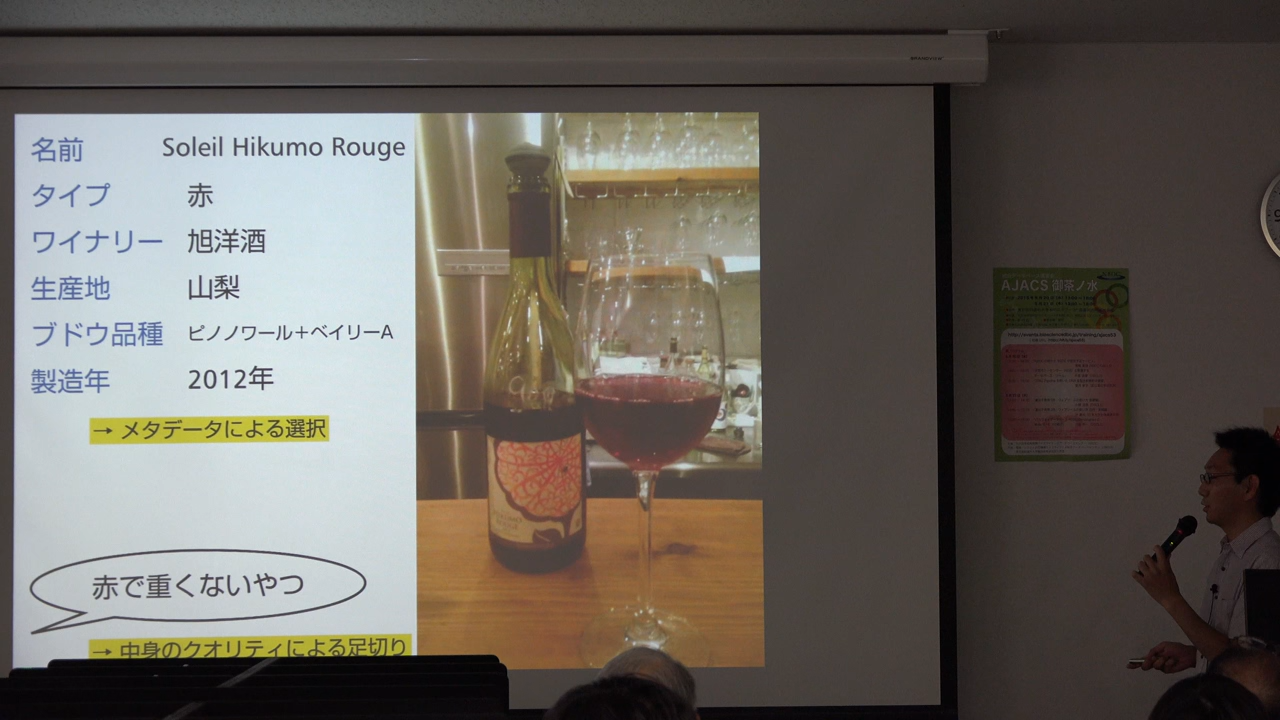 名前 Soleil Hikumo Rouge
タイプ 赤
ワイナリー 旭洋酒
生産地 山梨
ブドウ品種 ピノノワール＋ベイリーA
製造年 2012年
→ メタデータによる選択
赤で重くないやつ
→ 中身のクオリティによる足切り
AJACS 御茶ノ水